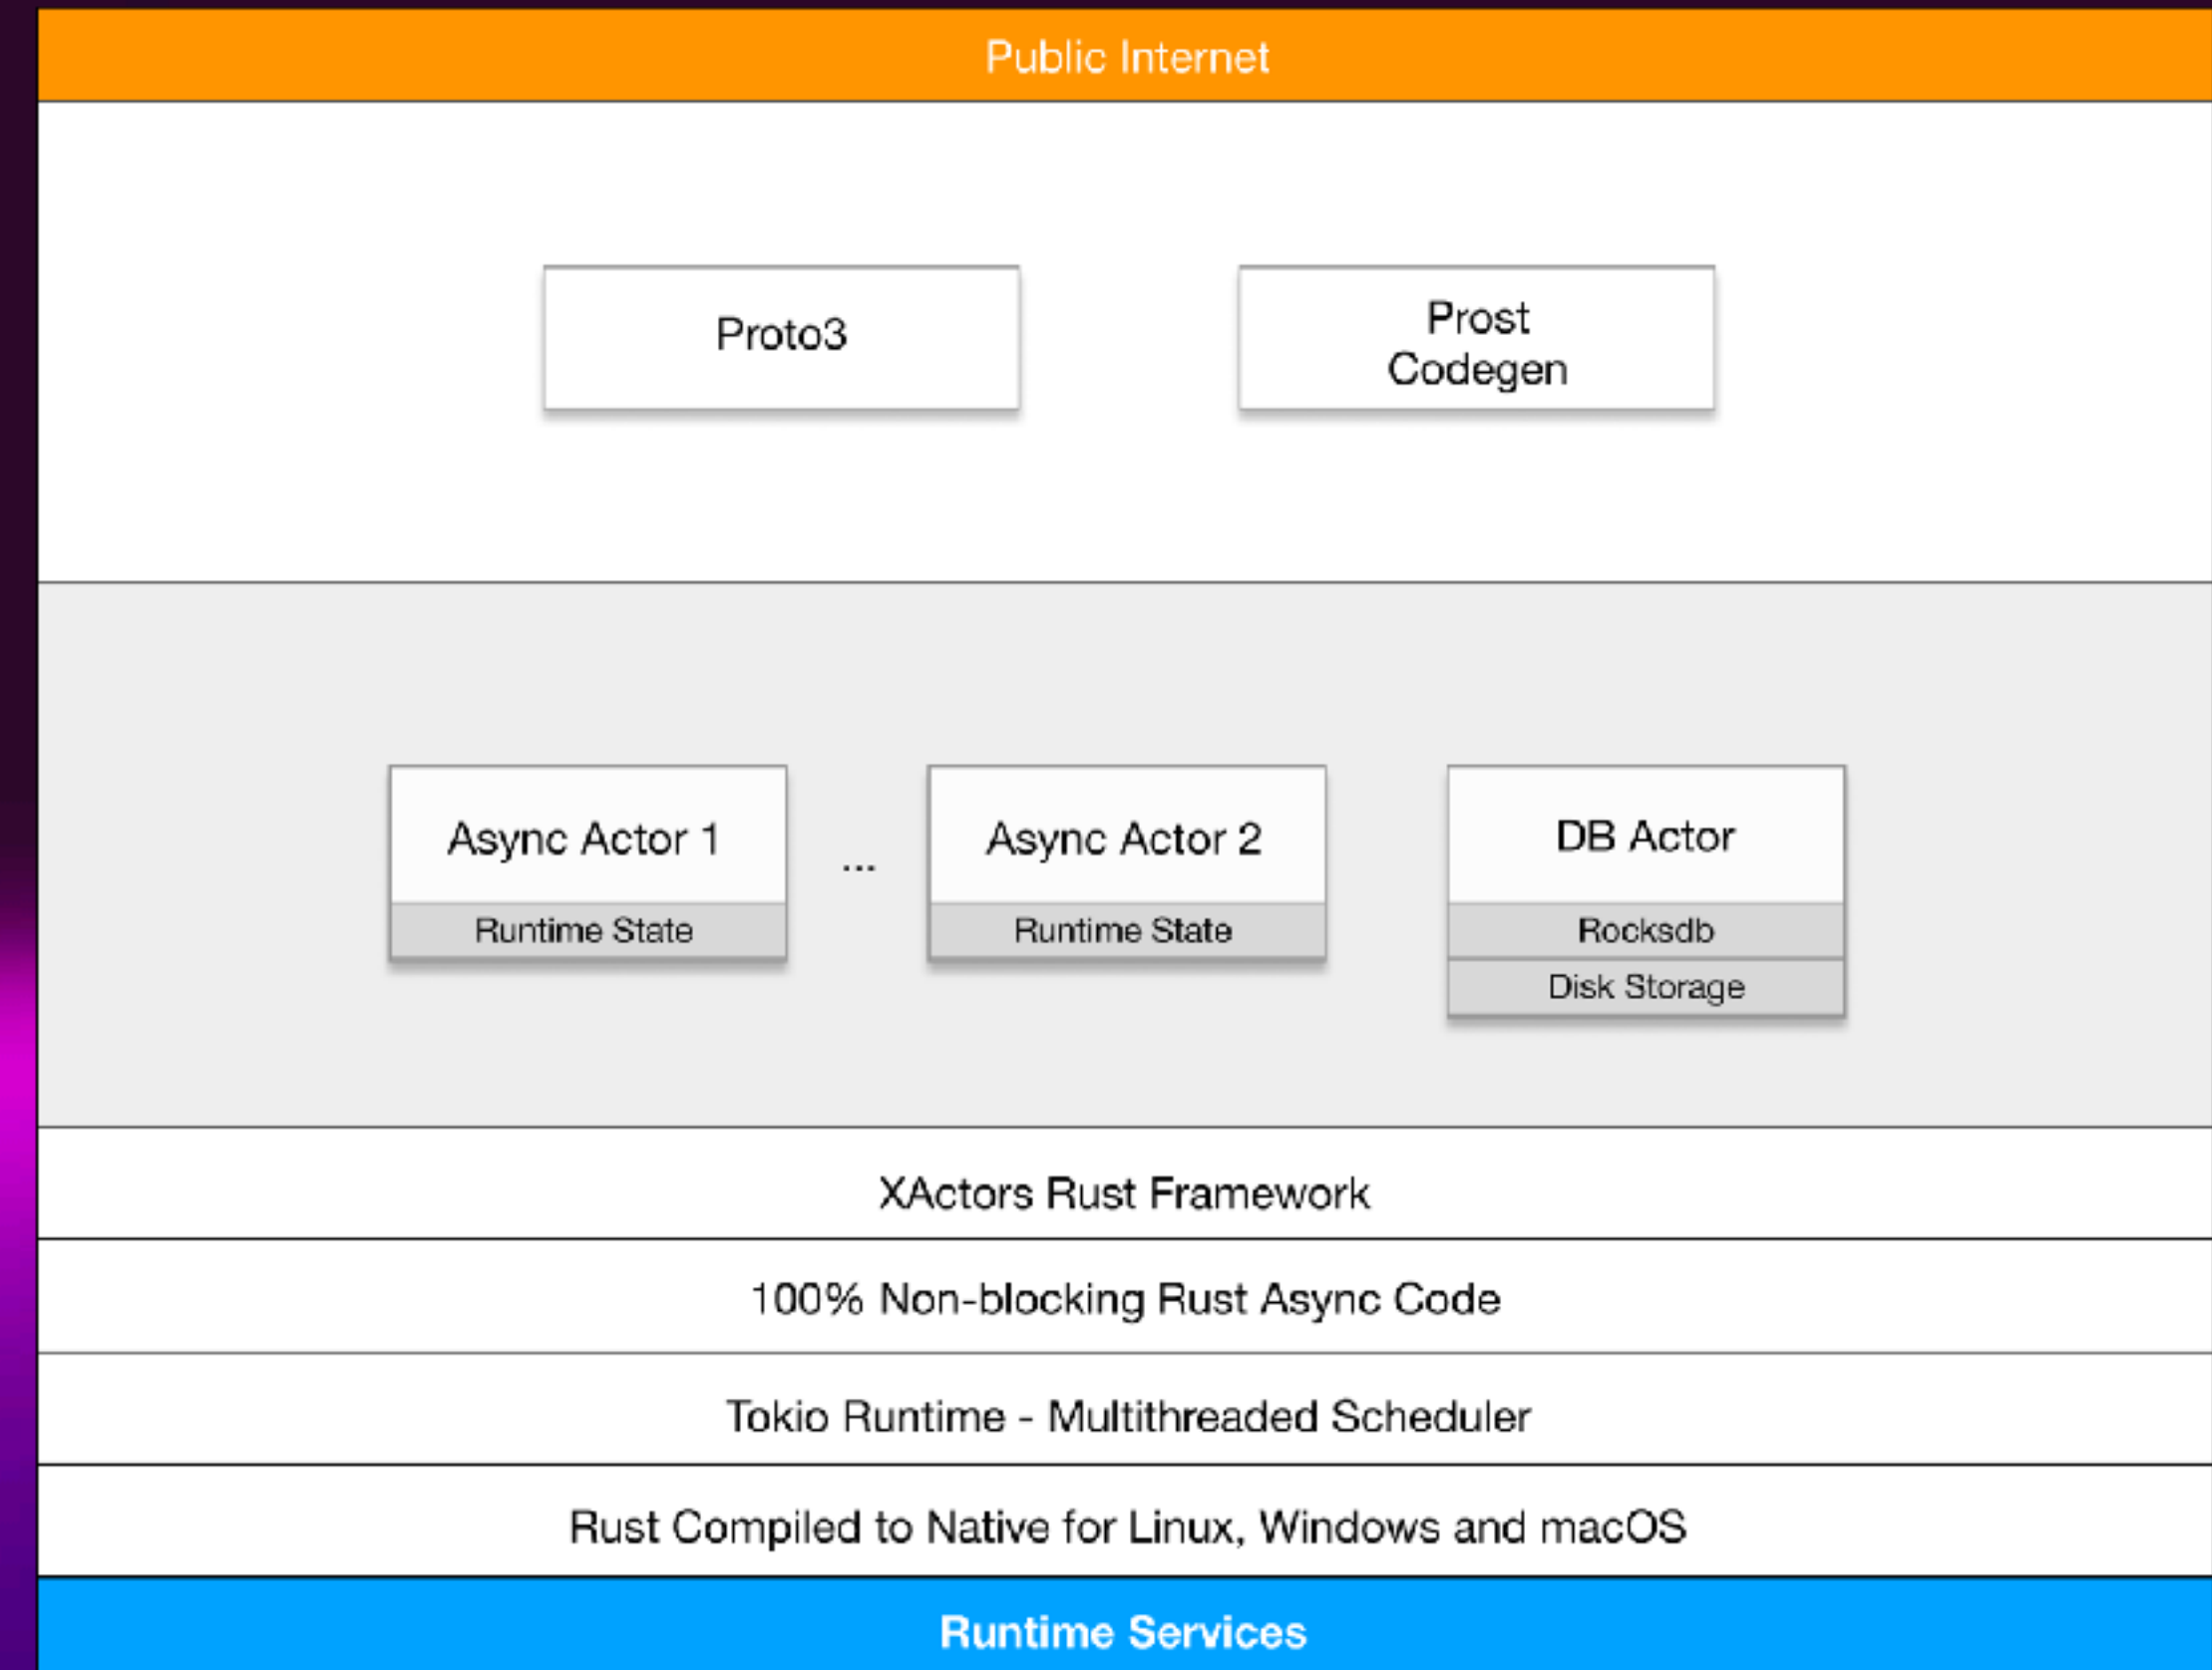 Public Internet
Proto3
Prost
Codegen
Async Actor 1
...
Async Actor 2
DB Actor
Runtime State
Runtime State
Rocksdb
Disk Storage
XActors Rust Framework
100% Non-blocking Rust Async Code
Tokio Runtime - Multithreaded Scheduler
Rust Compiled to Native for Linux, Windows and macOS
Runtime Services